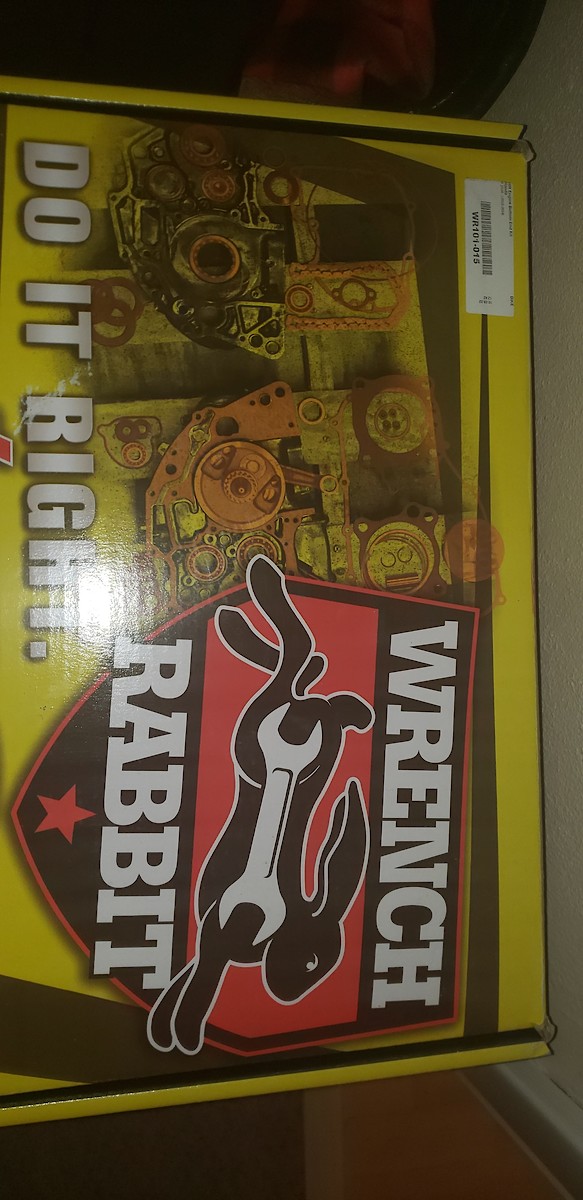 WR101-015
WRENCH
RABBIT
DO IT RIGHT.